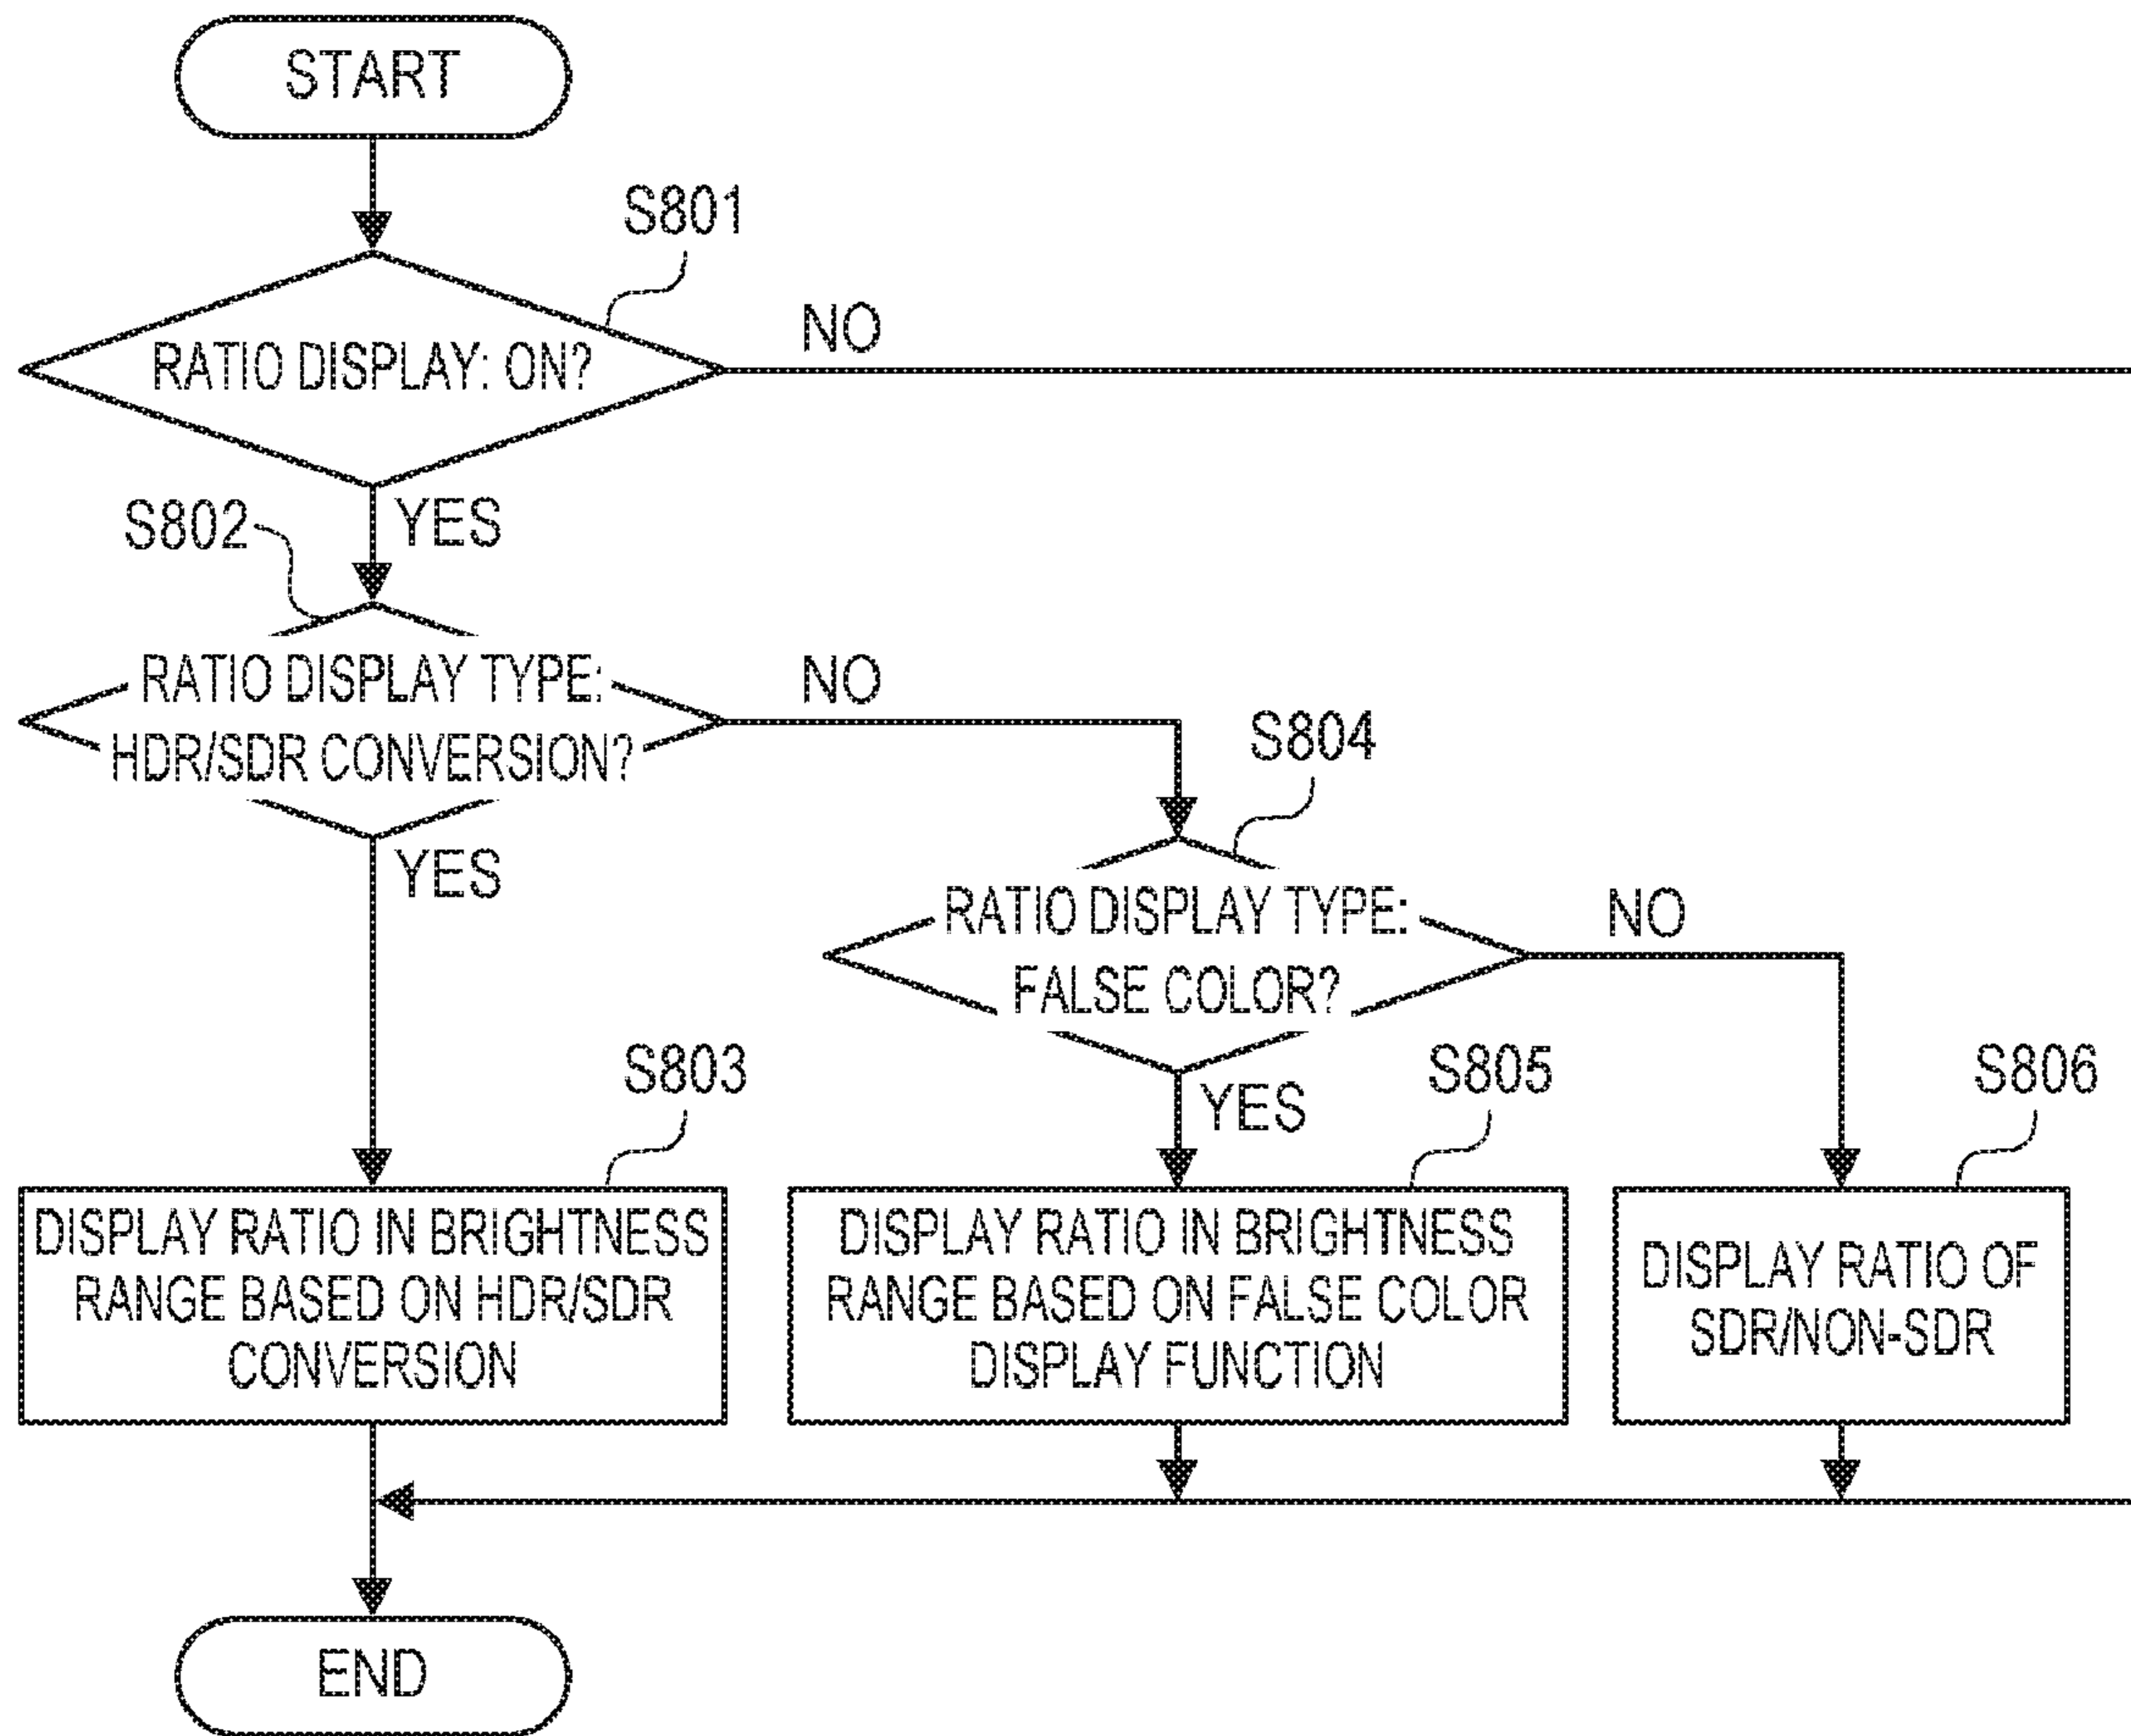 START
S801
RATIO DISPLAY: ON?
NO
YES
S802
RATIO DISPLAY TYPE:
HDR/SDR CONVERSION?
NO
YES
S804
RATIO DISPLAY TYPE:
FALSE COLOR?
NO
YES
S803
DISPLAY RATIO IN BRIGHTNESS
RANGE BASED ON HDR/SDR
CONVERSION
S805
DISPLAY RATIO IN BRIGHTNESS
RANGE BASED ON FALSE COLOR
DISPLAY FUNCTION
S806
DISPLAY RATIO OF
SDR/NON-SDR
END